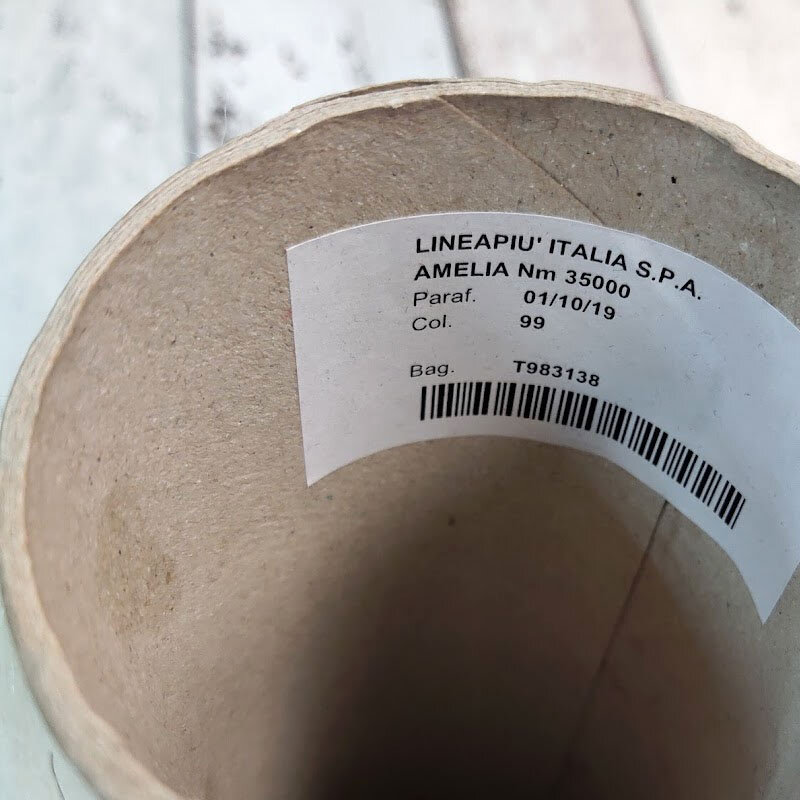 LINEAPIU' ITALIA S.P.A.
AMELIA Nm 35000
Paraf. 01/10/19
Col. 99
Bag. T983138